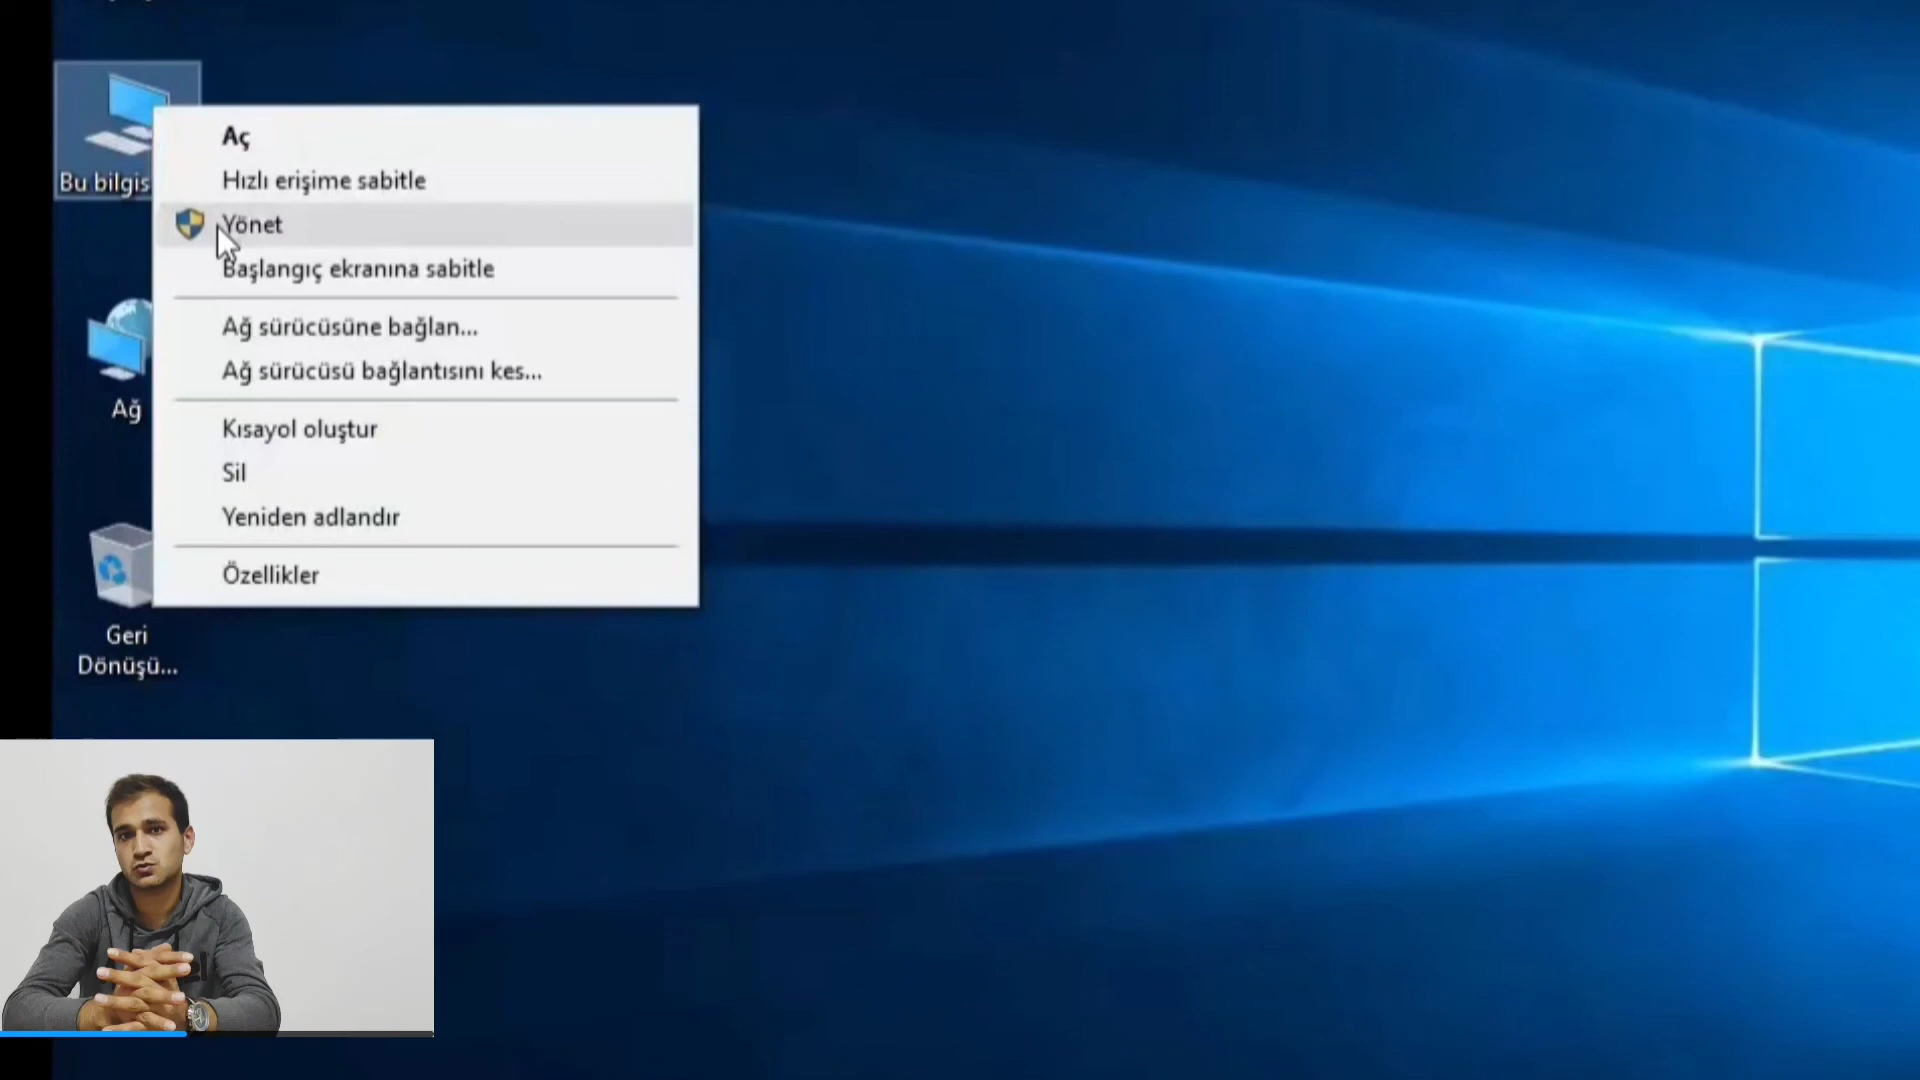 Bu bilgis
Aç
Hızlı erişime sabitle
Yönet
Başlangıç ekranına sabitle
Ağ sürücüsüne bağlan...
Ağ sürücüsü bağlantısını kes...
Kısayol oluştur
Sil
Yeniden adlandır
Özellikler
Ağ
Geri
Dönüşü...